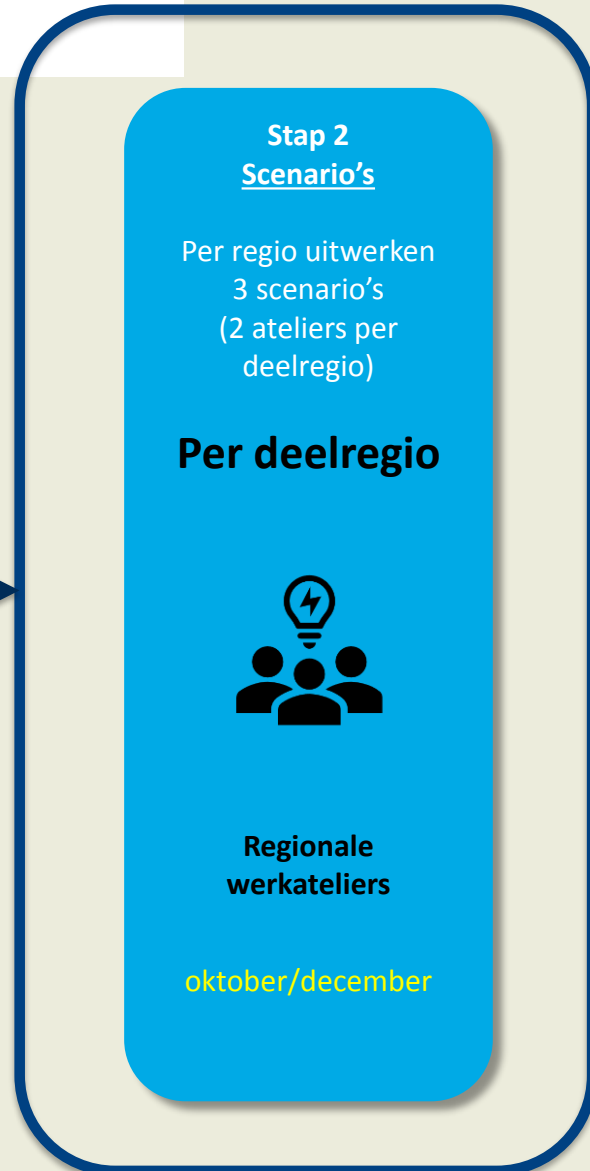 Stap 2
Scenario’s
Per regio uitwerken
3 scenario’s
(2 ateliers per
deelregio)
Per deelregio
Regionale
werkateliers
oktober/december